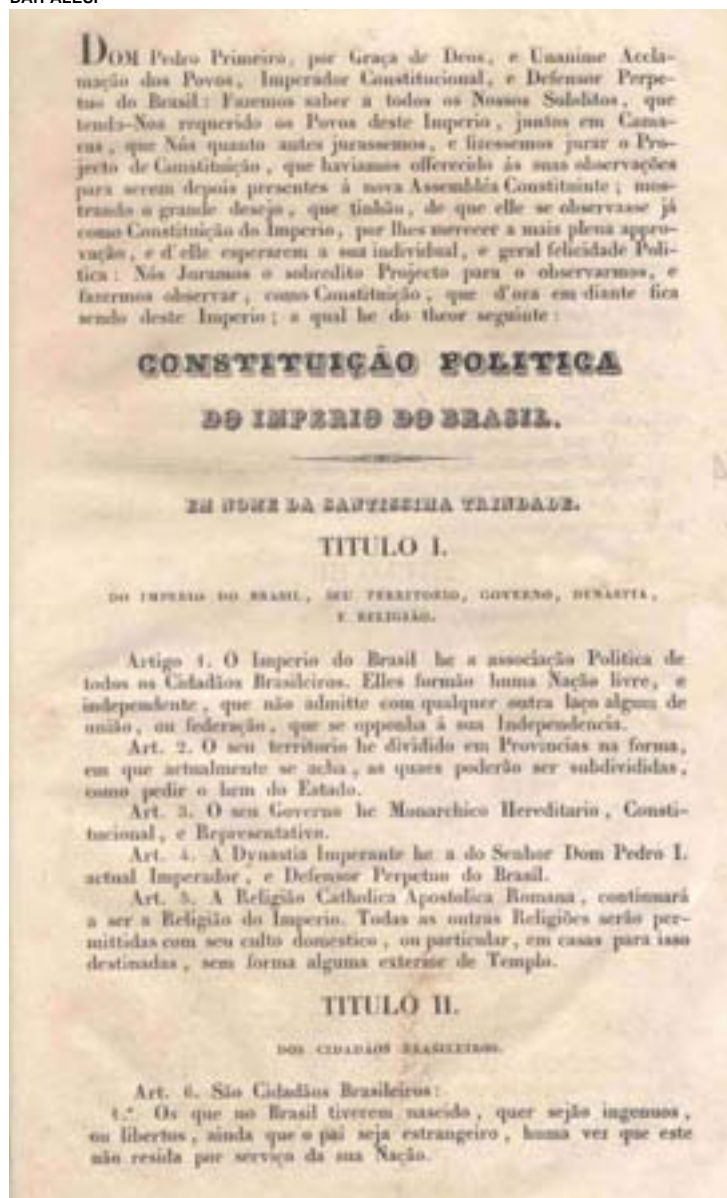 DOM Pedro Primeiro, por Graça de Deos, e Unanime Accla-
mação dos Povos, Imperador Constitucional, e Defensor Perpe-
tuo do Brasil: Fazemos saber a todos os Nossos Subditos, que
tendo-Nos requerido os Povos deste Imperio, juntos em Cama-
ras, que Nós quanto antes jurassemos, e fizessemos jurar o Pro-
jecto de Constituição, que haviamos offerecido ás suas observações
para serem depois presentes á nova Assembléa Constituinte; mos-
trando o grande desejo, que tinhão, de que elle se observasse já
como Constituição do Imperio, por lhes merecer a mais plena appro-
vação, e d'elle esperarem a sua individual, e geral felicidade Poli-
tica: Nós Juramos o sobredito Projecto para o observarmos, e
fazermos observar, como Constituição, que d'ora em diante fica
sendo deste Imperio; a qual he do theor seguinte:
CONSTITUIÇÃO POLITICA
DO IMPERIO DO BRASIL.
EM NOME DA SANTISSIMA TRINDADE.
TITULO I.
DO IMPERIO DO BRASIL, SEU TERRITORIO, GOVERNO, DYNASTIA,
E RELIGIÃO.
Artigo 1. O Imperio do Brasil he a associação Politica de
todos os Cidadãos Brasileiros. Elles formão huma Nação livre, e
independente, que não admitte com qualquer outra laço algum de
união, ou federação, que se opponha á sua Independencia.
Art. 2. O seu territorio he dividido em Provincias na forma,
em que actualmente se acha, as quaes poderão ser subdivididas,
como pedir o bem do Estado.
Art. 3. O seu Governo he Monarchico Hereditario, Consti-
tucional, e Representativo.
Art. 4. A Dynastia Imperante he a do Senhor Dom Pedro I.
actual Imperador, e Defensor Perpetuo do Brasil.
Art. 5. A Religião Catholica Apostolica Romana, continuará
a ser a Religião do Imperio. Todas as outras Religiões serão per-
mittidas com seu culto domestico, ou particular, em casas para isso
destinadas, sem forma alguma exterior de Templo.
TITULO II.
DOS CIDADÃOS BRASILEIROS.
Art. 6. São Cidadãos Brasileiros:
1.º Os que no Brasil tiverem nascido, quer sejão ingenuos,
ou libertos, ainda que o pai seja estrangeiro, huma vez que este
não resida por serviço da sua Nação.